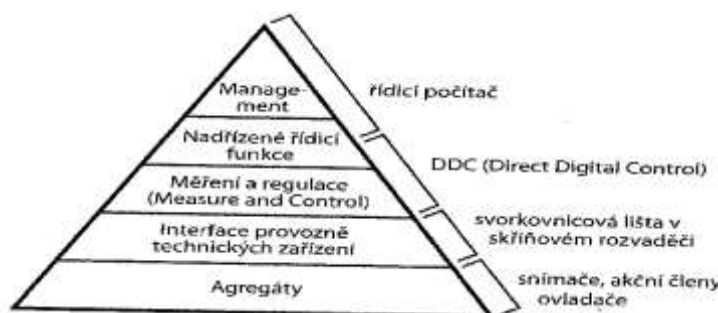 Manage-
ment
řídicí počítač
Nadřízené řídicí
funkce
DDC (Direct Digital Control)
Měření a regulace
(Measure and Control)
svorkovnicová lišta v
skříňovém rozvaděči
Interface provozně
technických zařízení
snímače, akční členy
ovladače
Agregáty